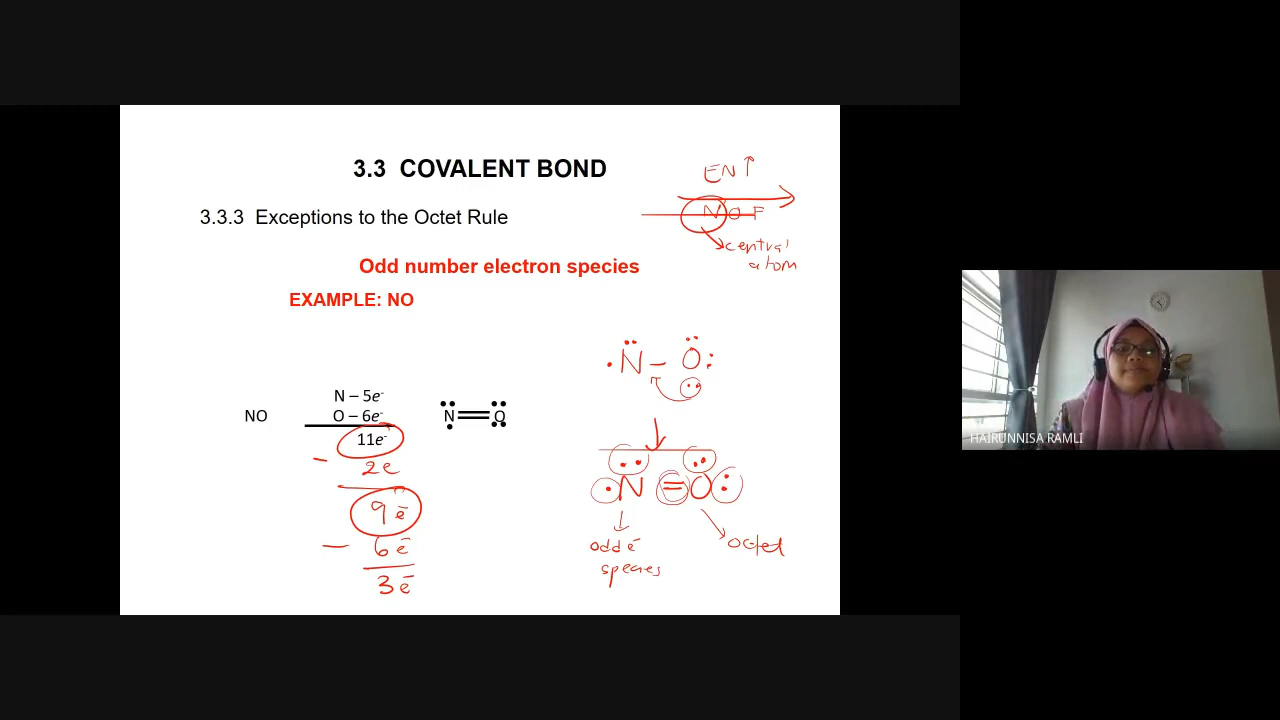 3.3 COVALENT BOND
EN↑
3.3.3 Exceptions to the Octet Rule
N O F
central
atom
Odd number electron species
EXAMPLE: NO
N – O
N – 5e-
NO O – 6e-
N O
11e-
- 2e
9e-
- 6e-
3e-
N = O
odd e-
species
octet
HAIRUNNISA RAMLI